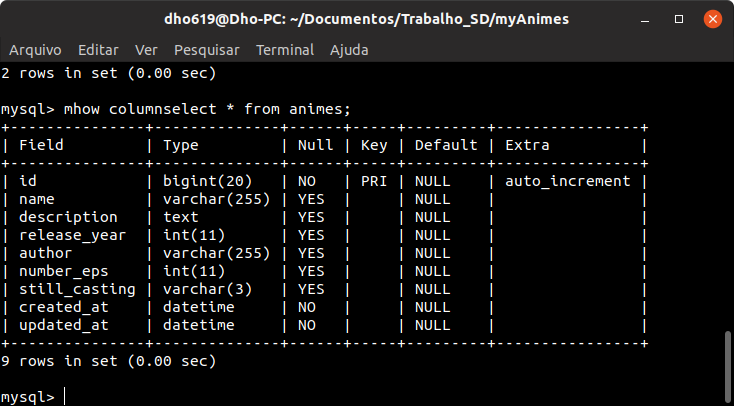 dho619@Dho-PC: ~/Documentos/Trabalho_SD/myAnimes
Arquivo Editar Ver Pesquisar Terminal Ajuda
2 rows in set (0.00 sec)
mysql> mhow columnselect * from animes;
+---------------+--------------+------+-----+---------+----------------+
| Field         | Type         | Null | Key | Default | Extra          |
+---------------+--------------+------+-----+---------+----------------+
| id            | bigint(20)   | NO   | PRI | NULL    | auto_increment |
| name          | varchar(255) | YES  |     | NULL    |                |
| description   | text         | YES  |     | NULL    |                |
| release_year  | int(11)      | YES  |     | NULL    |                |
| author        | varchar(255) | YES  |     | NULL    |                |
| number_eps    | int(11)      | YES  |     | NULL    |                |
| still_casting | varchar(3)   | YES  |     | NULL    |                |
| created_at    | datetime     | NO   |     | NULL    |                |
| updated_at    | datetime     | NO   |     | NULL    |                |
+---------------+--------------+------+-----+---------+----------------+
9 rows in set (0.00 sec)
mysql>